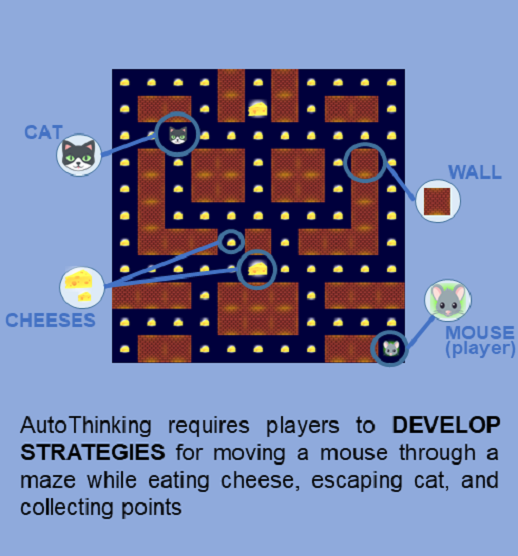 CAT
WALL
CHEESES
MOUSE
(player)
AutoThinking requires players to DEVELOP
STRATEGIES for moving a mouse through a
maze while eating cheese, escaping cat, and
collecting points